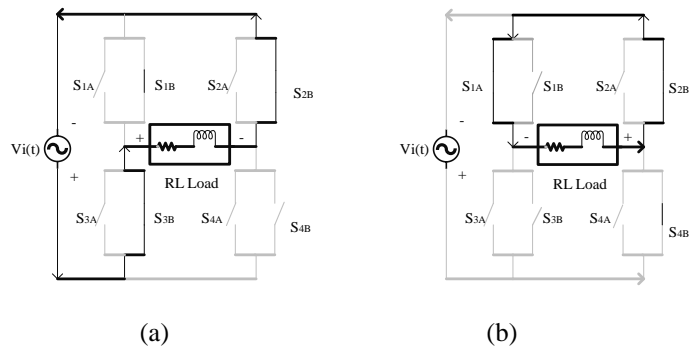 S1A
S1B
S2A
S2B
-
+
-
Vi(t)
+
RL Load
S3A
S3B
S4A
S4B
(a)
S1A
S1B
S2A
S2B
-
-
+
Vi(t)
+
RL Load
S3A
S3B
S4A
S4B
(b)